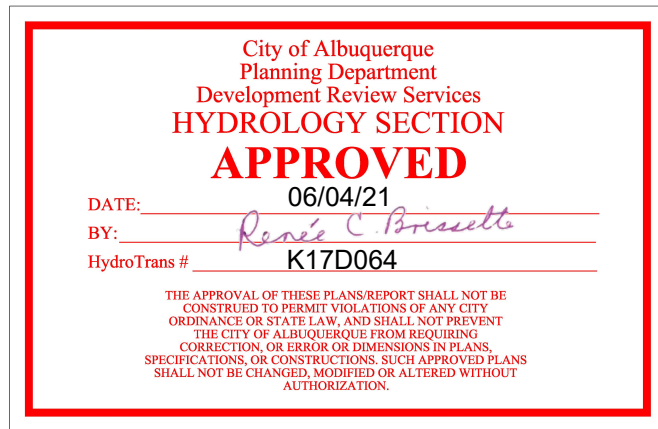 City of Albuquerque
Planning Department
Development Review Services
HYDROLOGY SECTION
APPROVED
DATE: 06/04/21
BY: Renée C. Brissette
HydroTrans # K17D064
THE APPROVAL OF THESE PLANS/REPORT SHALL NOT BE
CONSTRUED TO PERMIT VIOLATIONS OF ANY CITY
ORDINANCE OR STATE LAW, AND SHALL NOT PREVENT
THE CITY OF ALBUQUERQUE FROM REQUIRING
CORRECTION, OR ERROR OR DIMENSIONS IN PLANS,
SPECIFICATIONS, OR CONSTRUCTIONS. SUCH APPROVED PLANS
SHALL NOT BE CHANGED, MODIFIED OR ALTERED WITHOUT
AUTHORIZATION.